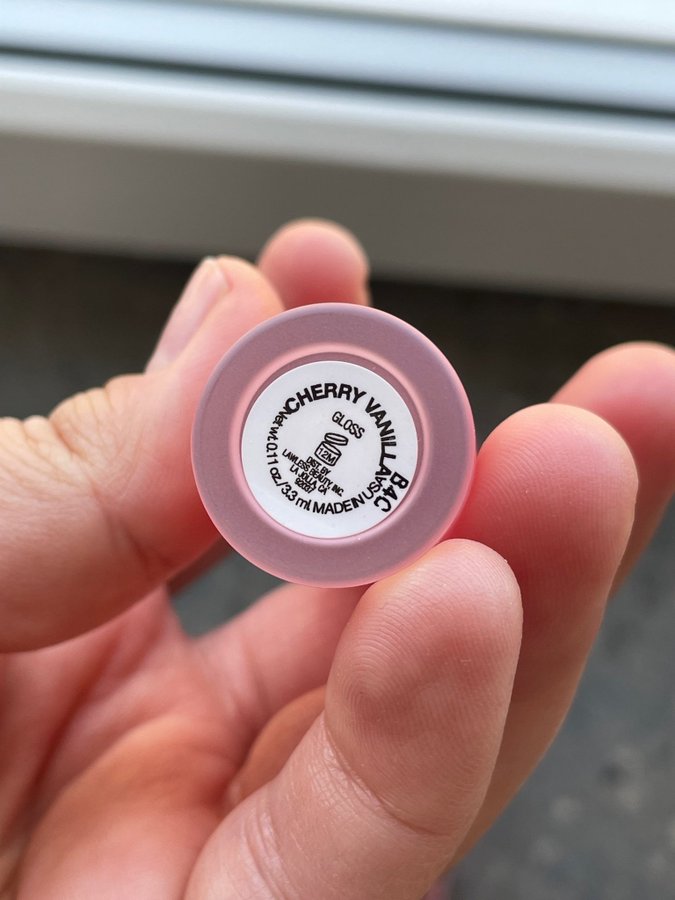 CHERRY VANILLA
GLOSS
12M
DIST. BY
LAWLESS BEAUTY, INC.
LA JOLLA, CA
92037
net wt. 0.11 oz./3.3 ml MADE IN USA
B4C